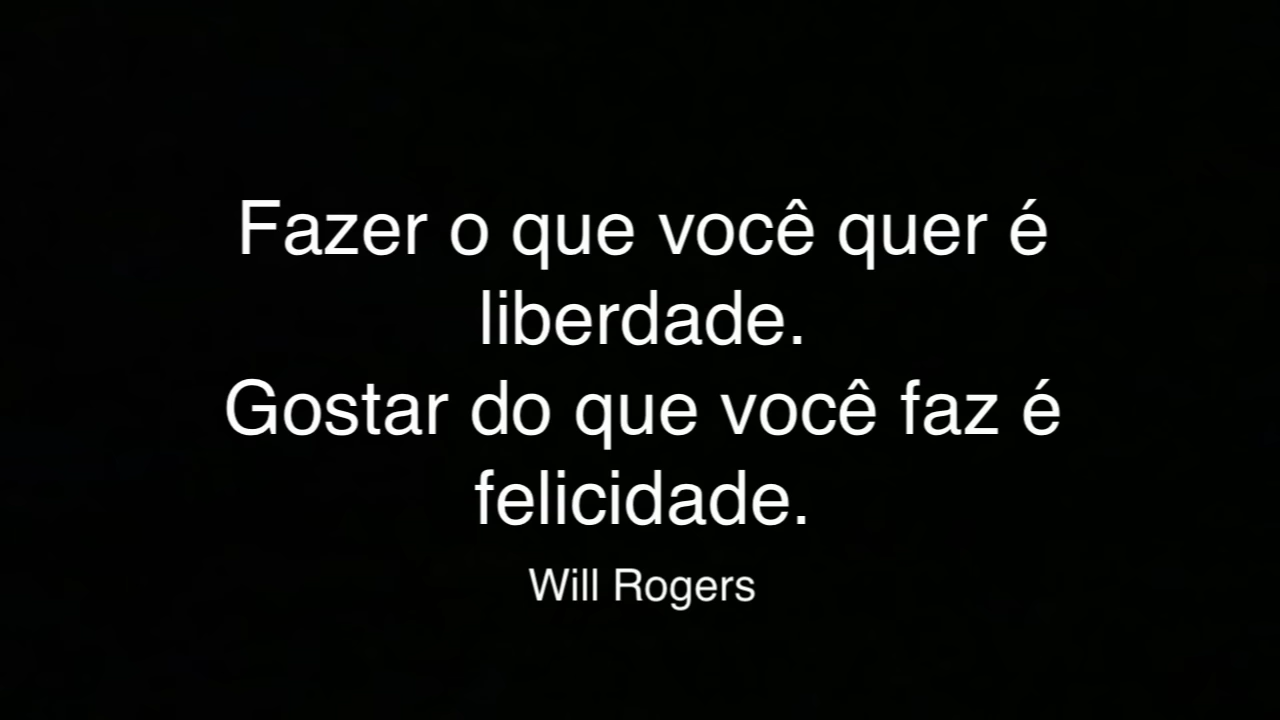 Fazer o que você quer é
liberdade.
Gostar do que você faz é
felicidade.
Will Rogers